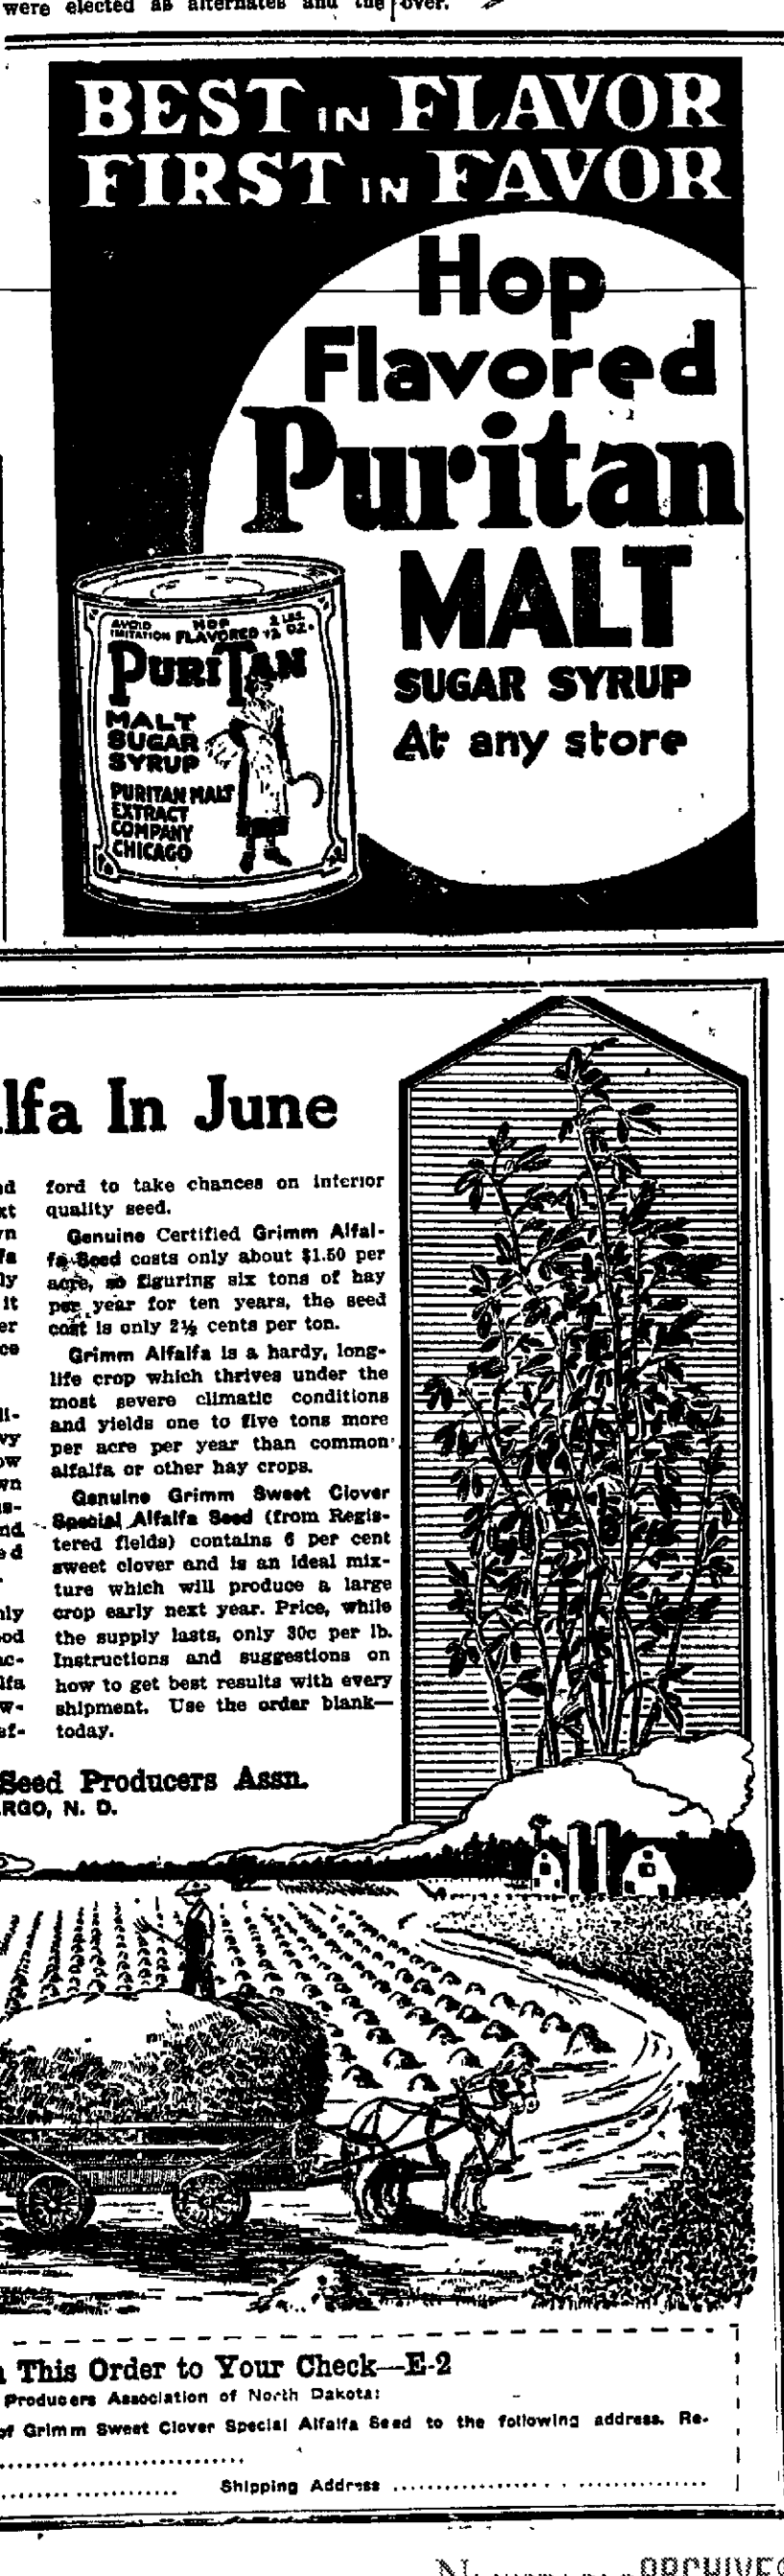 were elected as alternates and the over.
BEST IN FLAVOR
FIRST IN FAVOR
Hop
Flavored
Puritan
MALT
SUGAR SYRUP
At any store
AVOID IMITATION HOP FLAVORED 2 LBS. 12 OZ.
PURITAN
MALT
SUGAR
SYRUP
PURITAN MALT
EXTRACT
COMPANY
CHICAGO
lfa In June
ford to take chances on inferior
quality seed.
Genuine Certified Grimm Alfal-
fa Seed costs only about $1.50 per
acre, so figuring six tons of hay
per year for ten years, the seed
cost is only 2½ cents per ton.
Grimm Alfalfa is a hardy, long-
life crop which thrives under the
most severe climatic conditions
and yields one to five tons more
per acre per year than common
alfalfa or other hay crops.
Genuine Grimm Sweet Clover
Special Alfalfa Seed (from Regis-
tered fields) contains 6 per cent
sweet clover and is an ideal mix-
ture which will produce a large
crop early next year. Price, while
the supply lasts, only 30c per lb.
Instructions and suggestions on
how to get best results with every
shipment. Use the order blank—
today.
Seed Producers Assn.
RGO, N. D.
This Order to Your Check—E-2
Producers Association of North Dakota:
of Grimm Sweet Clover Special Alfalfa Seed to the following address. Re-
Shipping Address
ARCHIVES